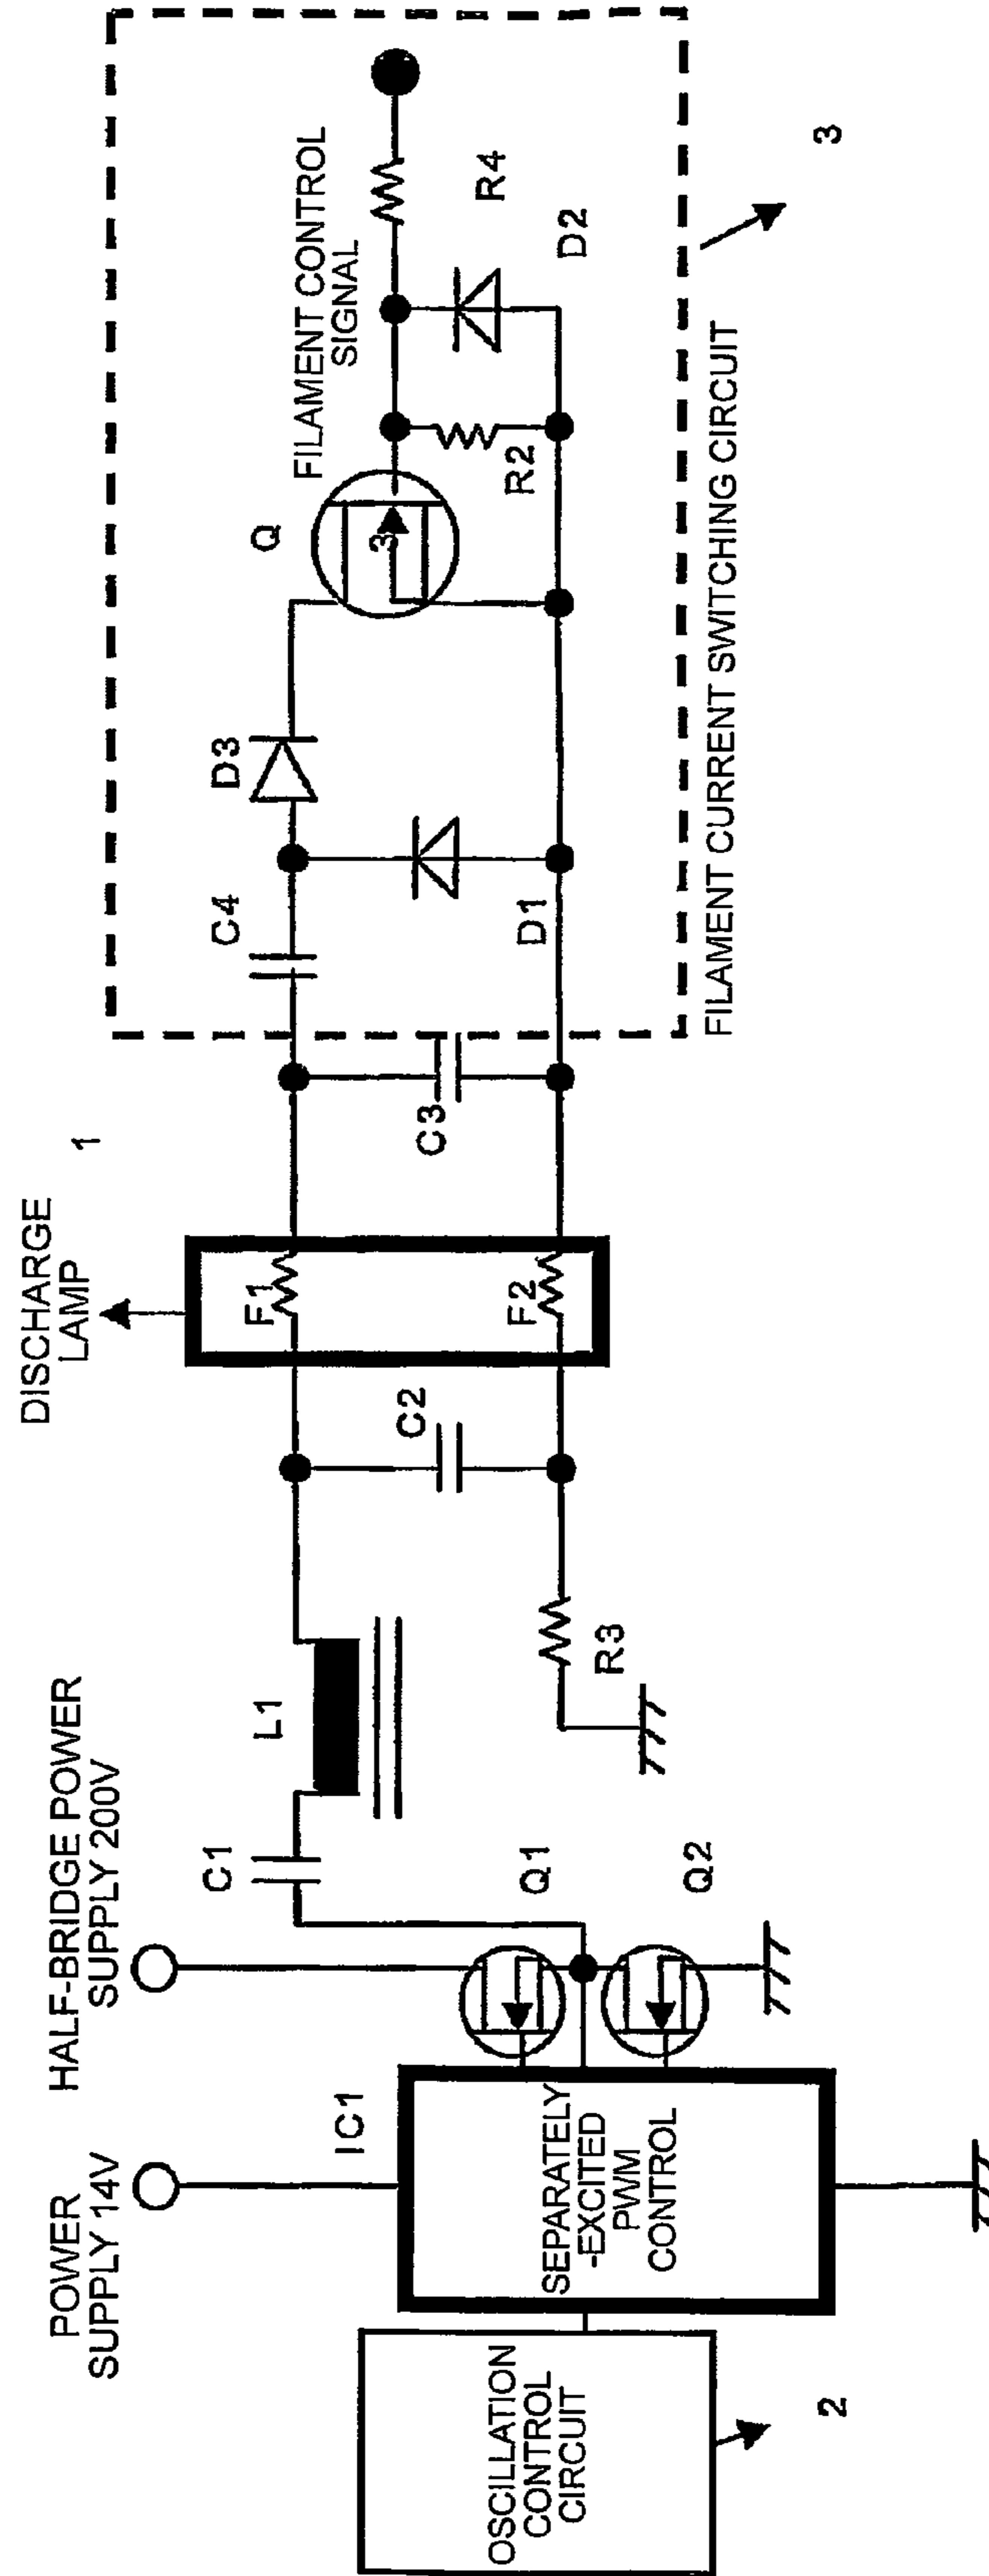 POWER
SUPPLY 14V
HALF-BRIDGE POWER
SUPPLY 200V
DISCHARGE
LAMP
1
IC1
C1
L1
Q1
Q2
R3
C2
F1
F2
C3
C4
D3
D1
Q
3
R2
FILAMENT CONTROL
SIGNAL
R4
D2
FILAMENT CURRENT SWITCHING CIRCUIT
3
OSCILLATION
CONTROL
CIRCUIT
2
SEPARATELY
-EXCITED
PWM
CONTROL